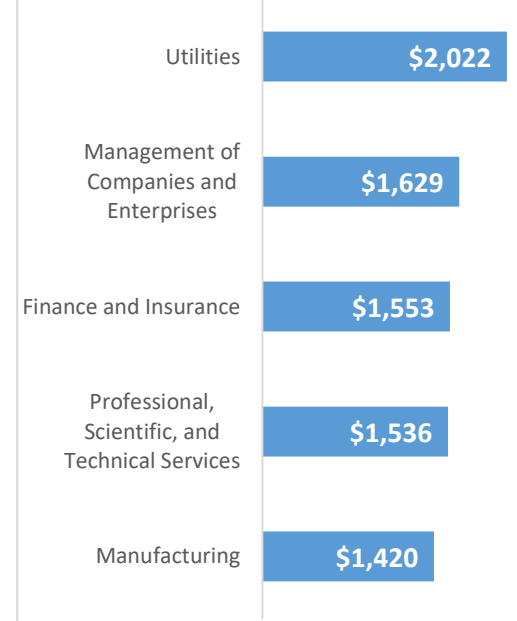 Utilities
$2,022
Management of
Companies and
Enterprises
$1,629
Finance and Insurance
$1,553
Professional,
Scientific, and
Technical Services
$1,536
Manufacturing
$1,420